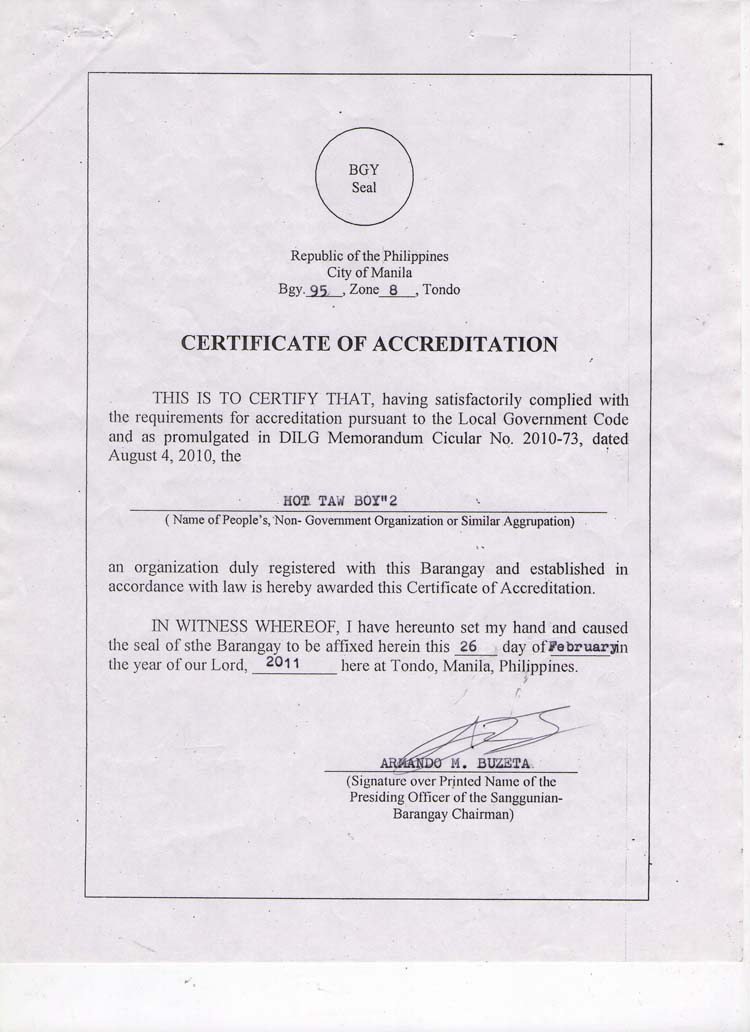 BGY
Seal
Republic of the Philippines
City of Manila
Bgy. 95 , Zone 8 , Tondo
CERTIFICATE OF ACCREDITATION
THIS IS TO CERTIFY THAT, having satisfactorily complied with
the requirements for accreditation pursuant to the Local Government Code
and as promulgated in DILG Memorandum Cicular No. 2010-73, dated
August 4, 2010, the
HOT TAW BOY"2
( Name of People's, Non- Government Organization or Similar Aggrupation)
an organization duly registered with this Barangay and established in
accordance with law is hereby awarded this Certificate of Accreditation.
IN WITNESS WHEREOF, I have hereunto set my hand and caused
the seal of sthe Barangay to be affixed herein this 26 day of February in
the year of our Lord, 2011 here at Tondo, Manila, Philippines.
ARMANDO M. BUZETA
(Signature over Printed Name of the
Presiding Officer of the Sanggunian-
Barangay Chairman)